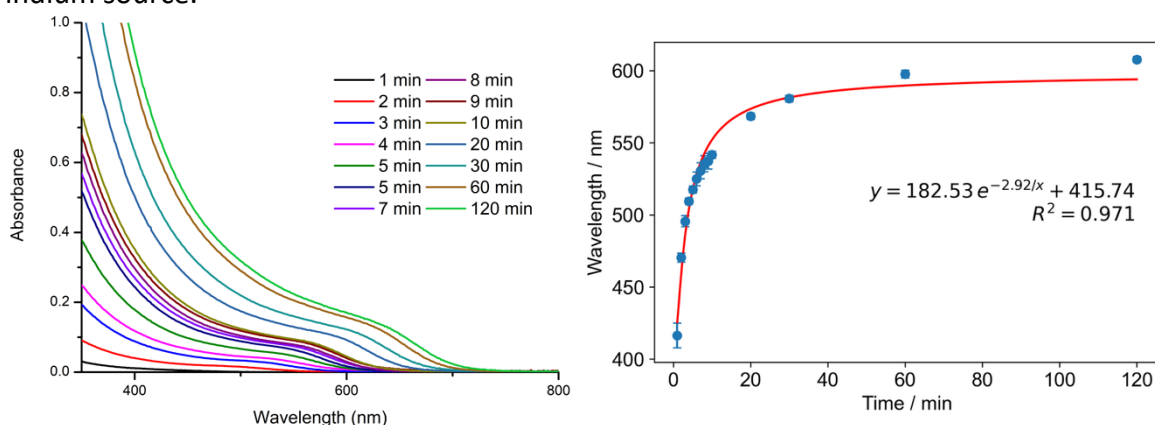 indium source.
1.0
0.8
0.6
0.4
0.2
0.0
Absorbance
400
600
800
Wavelength (nm)
1 min
2 min
3 min
4 min
5 min
5 min
7 min
8 min
9 min
10 min
20 min
30 min
60 min
120 min
600
550
500
450
400
Wavelength / nm
0
20
40
60
80
100
120
Time / min
y = 182.53 e^{-2.92/x} + 415.74
R² = 0.971